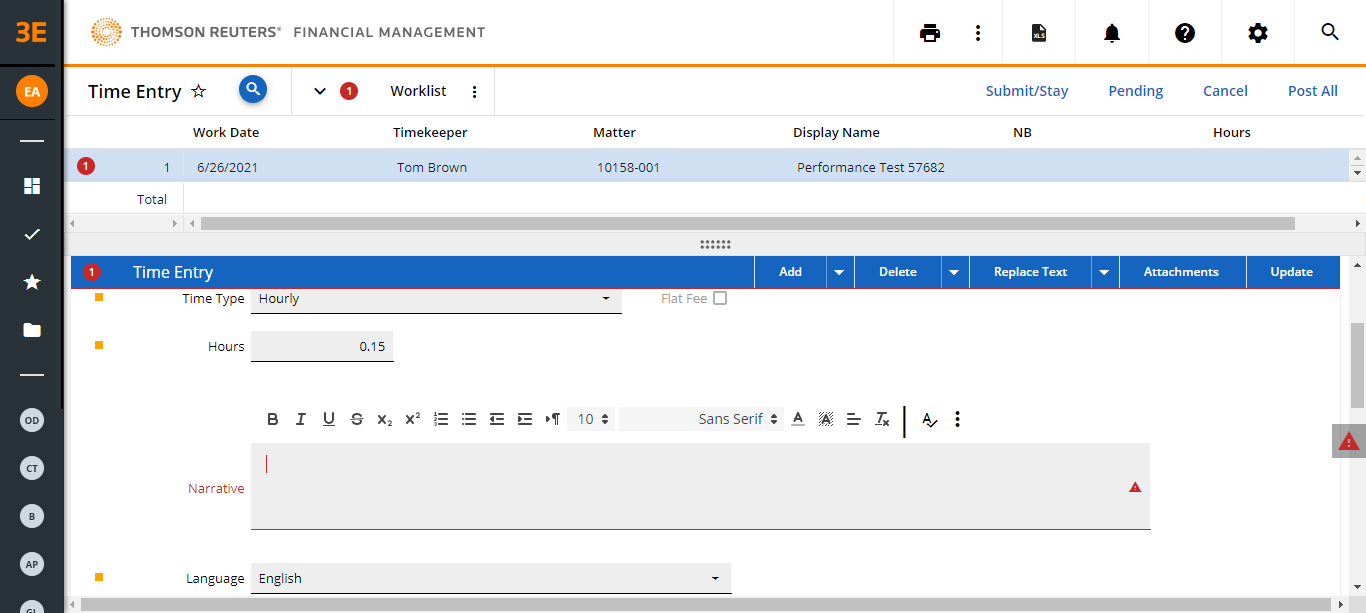 3E THOMSON REUTERS® FINANCIAL MANAGEMENT XLS
EA Time Entry 1 Worklist Submit/Stay Pending Cancel Post All
Work Date Timekeeper Matter Display Name NB Hours
1 1 6/26/2021 Tom Brown 10158-001 Performance Test 57682
Total
1 Time Entry Add Delete Replace Text Attachments Update
Time Type Hourly Flat Fee
Hours 0.15
OD B I U S X₂ X² 10 Sans Serif A A Tx A
CT Narrative
B
AP Language English
GL